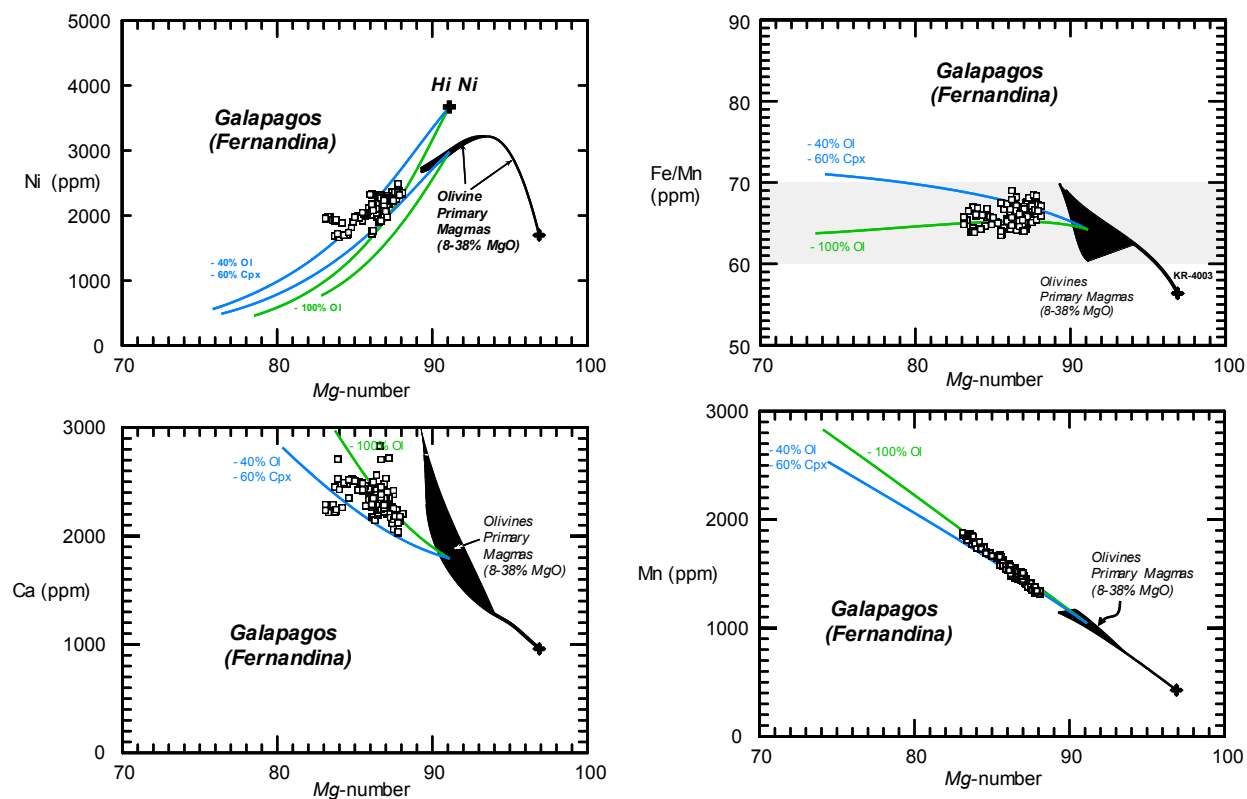 5000
4000
3000
2000
1000
0
Ni (ppm)
Hi Ni
Galapagos
(Fernandina)
Olivine
Primary
Magmas
(8-38% MgO)
- 40% Ol
- 60% Cpx
- 100% Ol
70
80
90
100
Mg-number
90
80
70
60
50
Fe/Mn
(ppm)
Galapagos
(Fernandina)
- 40% Ol
- 60% Cpx
- 100% Ol
KR-4003
Olivines
Primary Magmas
(8-38% MgO)
70
80
90
100
Mg-number
3000
2000
1000
0
Ca (ppm)
- 100% Ol
- 40% Ol
- 60% Cpx
Olivines
Primary
Magmas
(8-38% MgO)
Galapagos
(Fernandina)
70
80
90
100
Mg-number
3000
2000
1000
0
Mn (ppm)
- 40% Ol
- 60% Cpx
- 100% Ol
Olivines
Primary Magmas
(8-38% MgO)
Galapagos
(Fernandina)
70
80
90
100
Mg-number